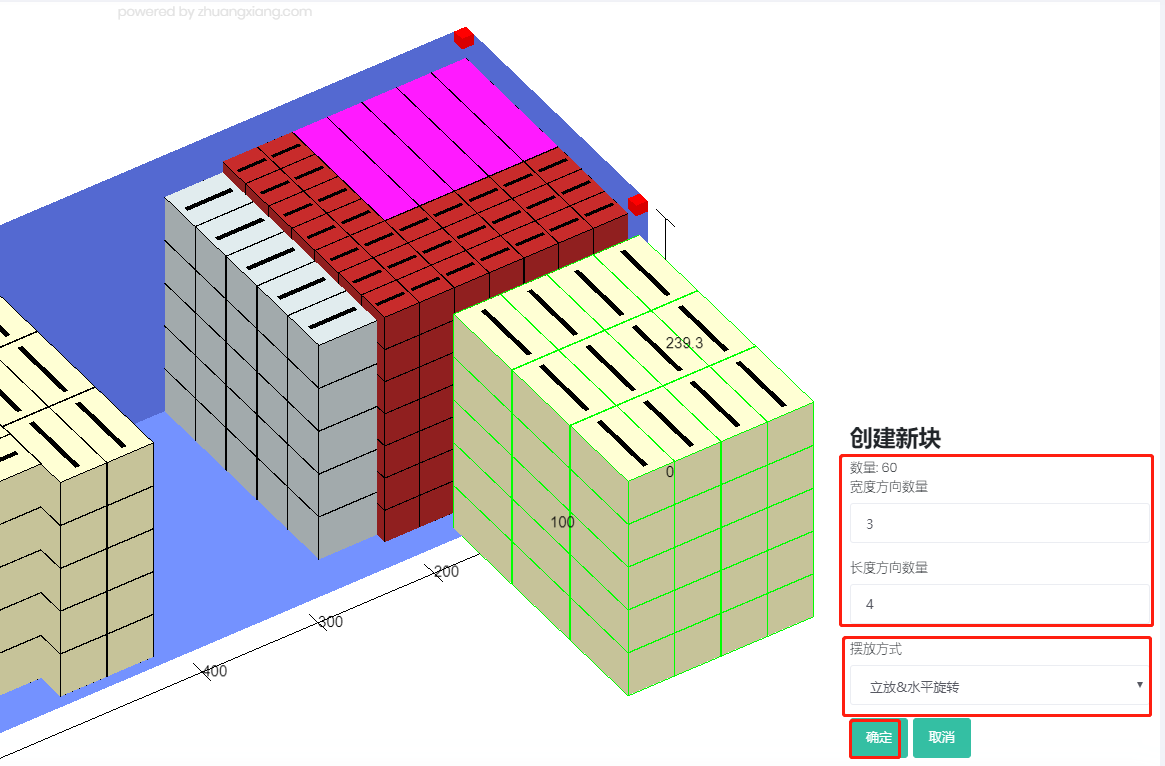 powered by zhuangxiang.com
239.3
0
100
200
300
400
创建新块
数量: 60
宽度方向数量
3
长度方向数量
4
摆放方式
立放&水平旋转
确定 取消